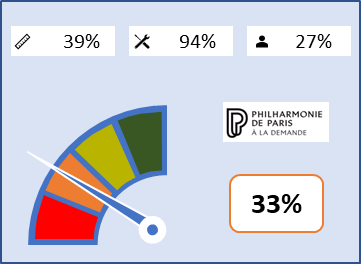 39%
94%
27%
PHILHARMONIE
DE PARIS
À LA DEMANDE
33%